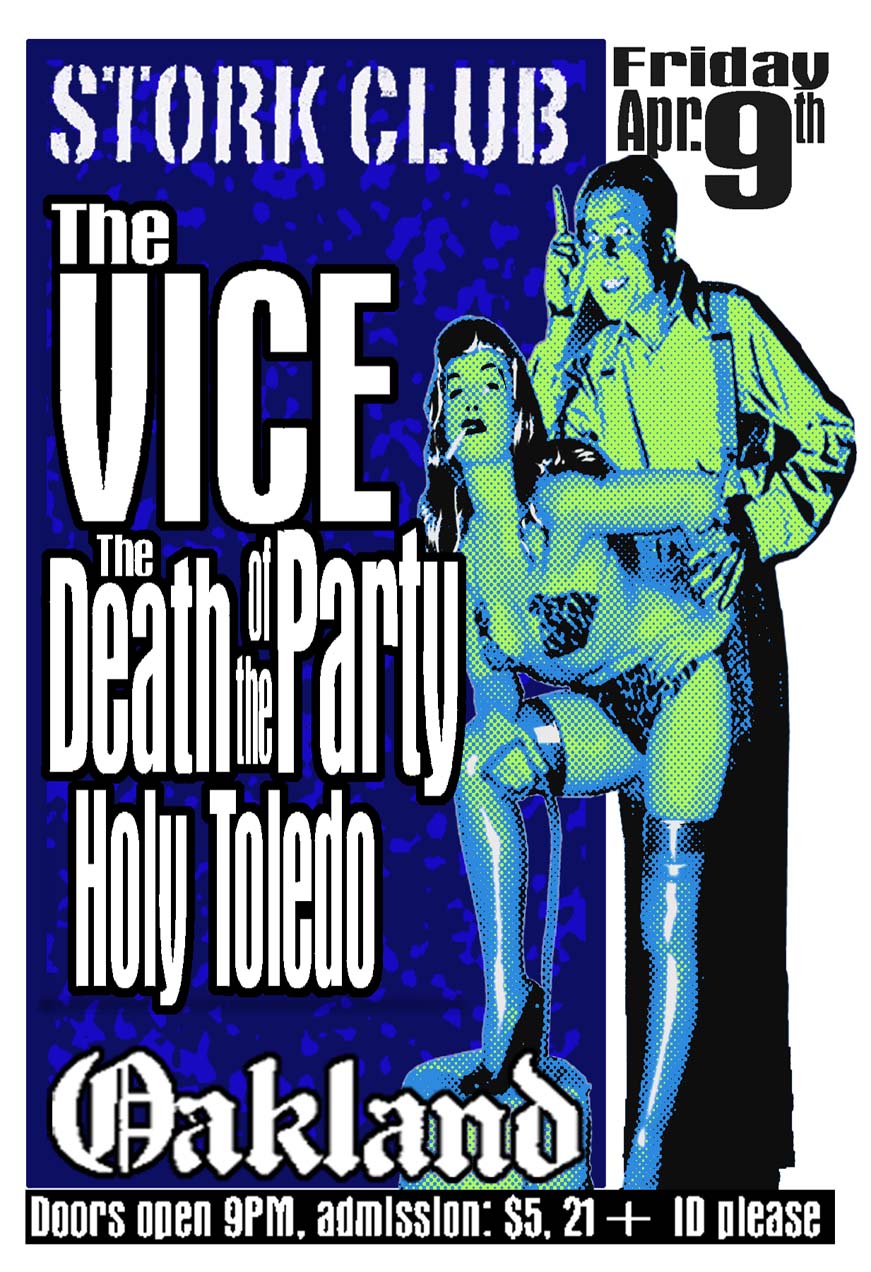 STORK CLUB
Friday
Apr. 9th
The
VICE
The
Death of the Party
Holy Toledo
Oakland
Doors open 9PM, admission: $5, 21+ ID please